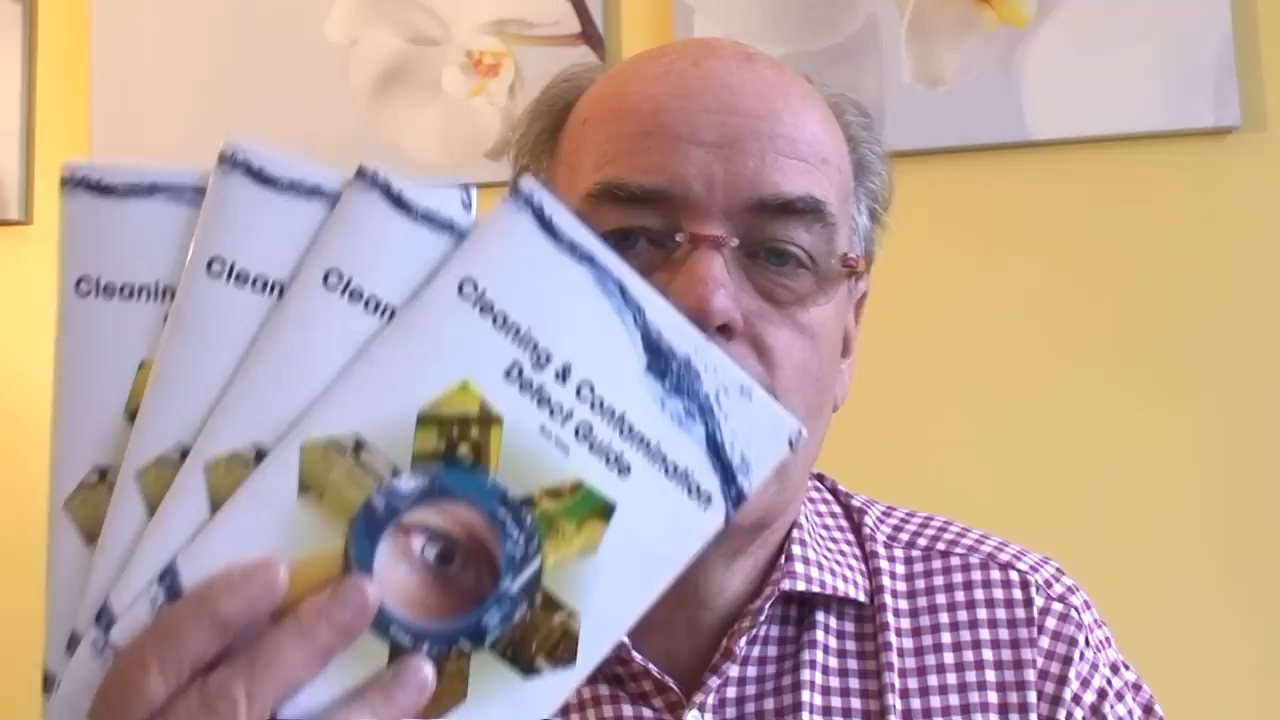 Cleanin
Clean
Clean
Cleaning & Contamination
Defect Guide